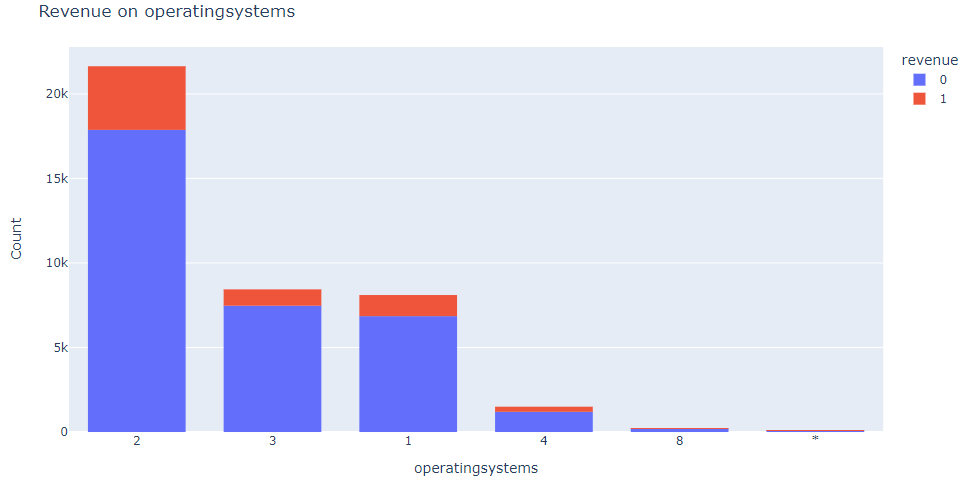 Revenue on operatingsystems
revenue
0
1
20k
15k
10k
5k
0
Count
2 3 1 4 8 *
operatingsystems